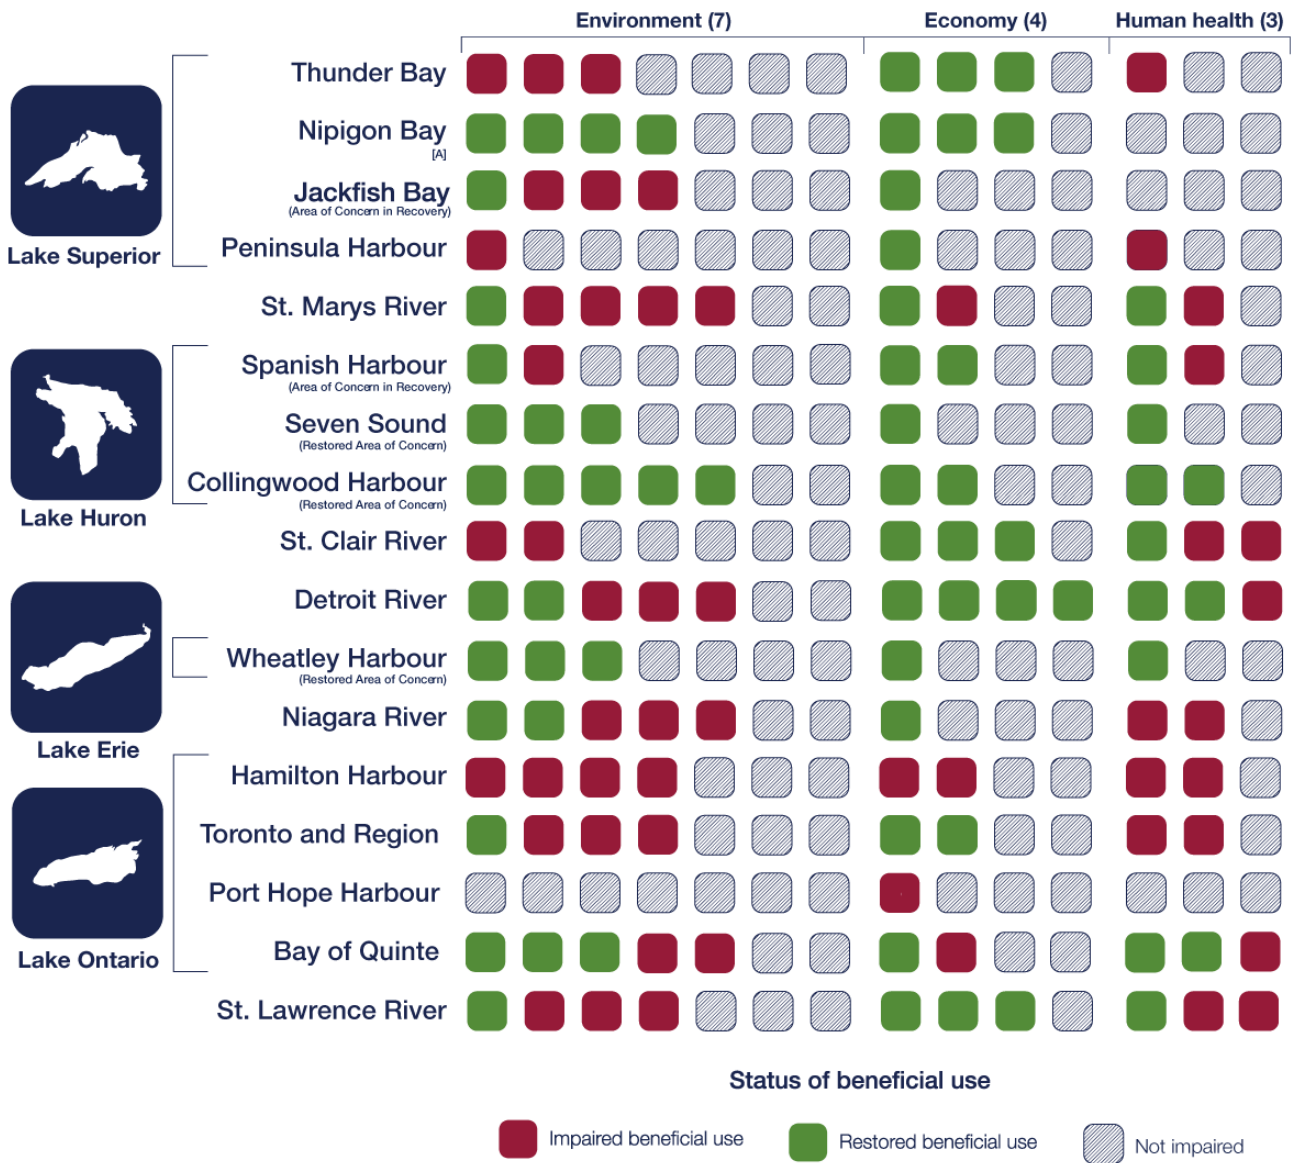 Environment (7)
Economy (4)
Human health (3)
Thunder Bay
Nipigon Bay
[A]
Jackfish Bay
(Area of Concern in Recovery)
Peninsula Harbour
Lake Superior
St. Marys River
Spanish Harbour
(Area of Concern in Recovery)
Seven Sound
(Restored Area of Concern)
Collingwood Harbour
(Restored Area of Concern)
Lake Huron
St. Clair River
Detroit River
Wheatley Harbour
(Restored Area of Concern)
Lake Erie
Niagara River
Hamilton Harbour
Toronto and Region
Port Hope Harbour
Bay of Quinte
Lake Ontario
St. Lawrence River
Status of beneficial use
Impaired beneficial use
Restored beneficial use
Not impaired